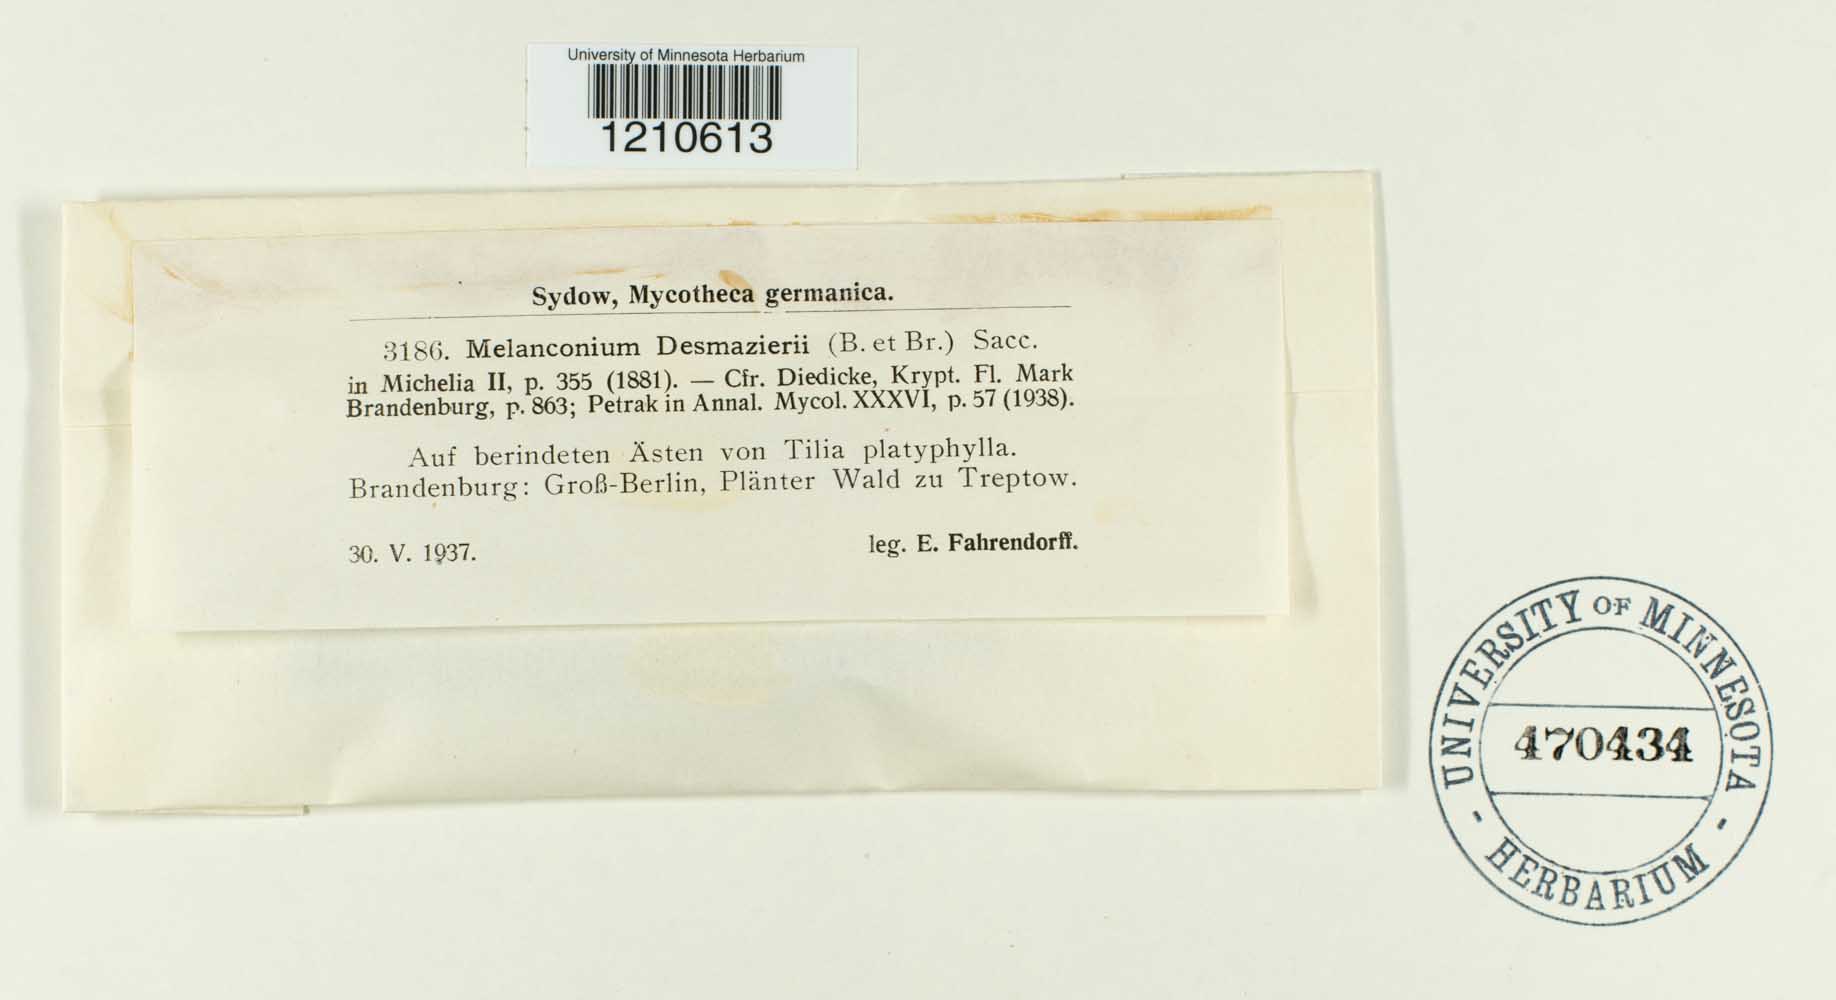 University of Minnesota Herbarium
1210613
Sydow, Mycotheca germanica.
3186. Melanconium Desmazierii (B. et Br.) Sacc.
in Michelia II, p. 355 (1881). — Cfr. Diedicke, Krypt. Fl. Mark
Brandenburg, p. 863; Petrak in Annal. Mycol. XXXVI, p. 57 (1938).
Auf berindeten Ästen von Tilia platyphylla.
Brandenburg: Groß-Berlin, Plänter Wald zu Treptow.
30. V. 1937.
leg. E. Fahrendorff.
UNIVERSITY OF MINNESOTA
470434
- HERBARIUM -